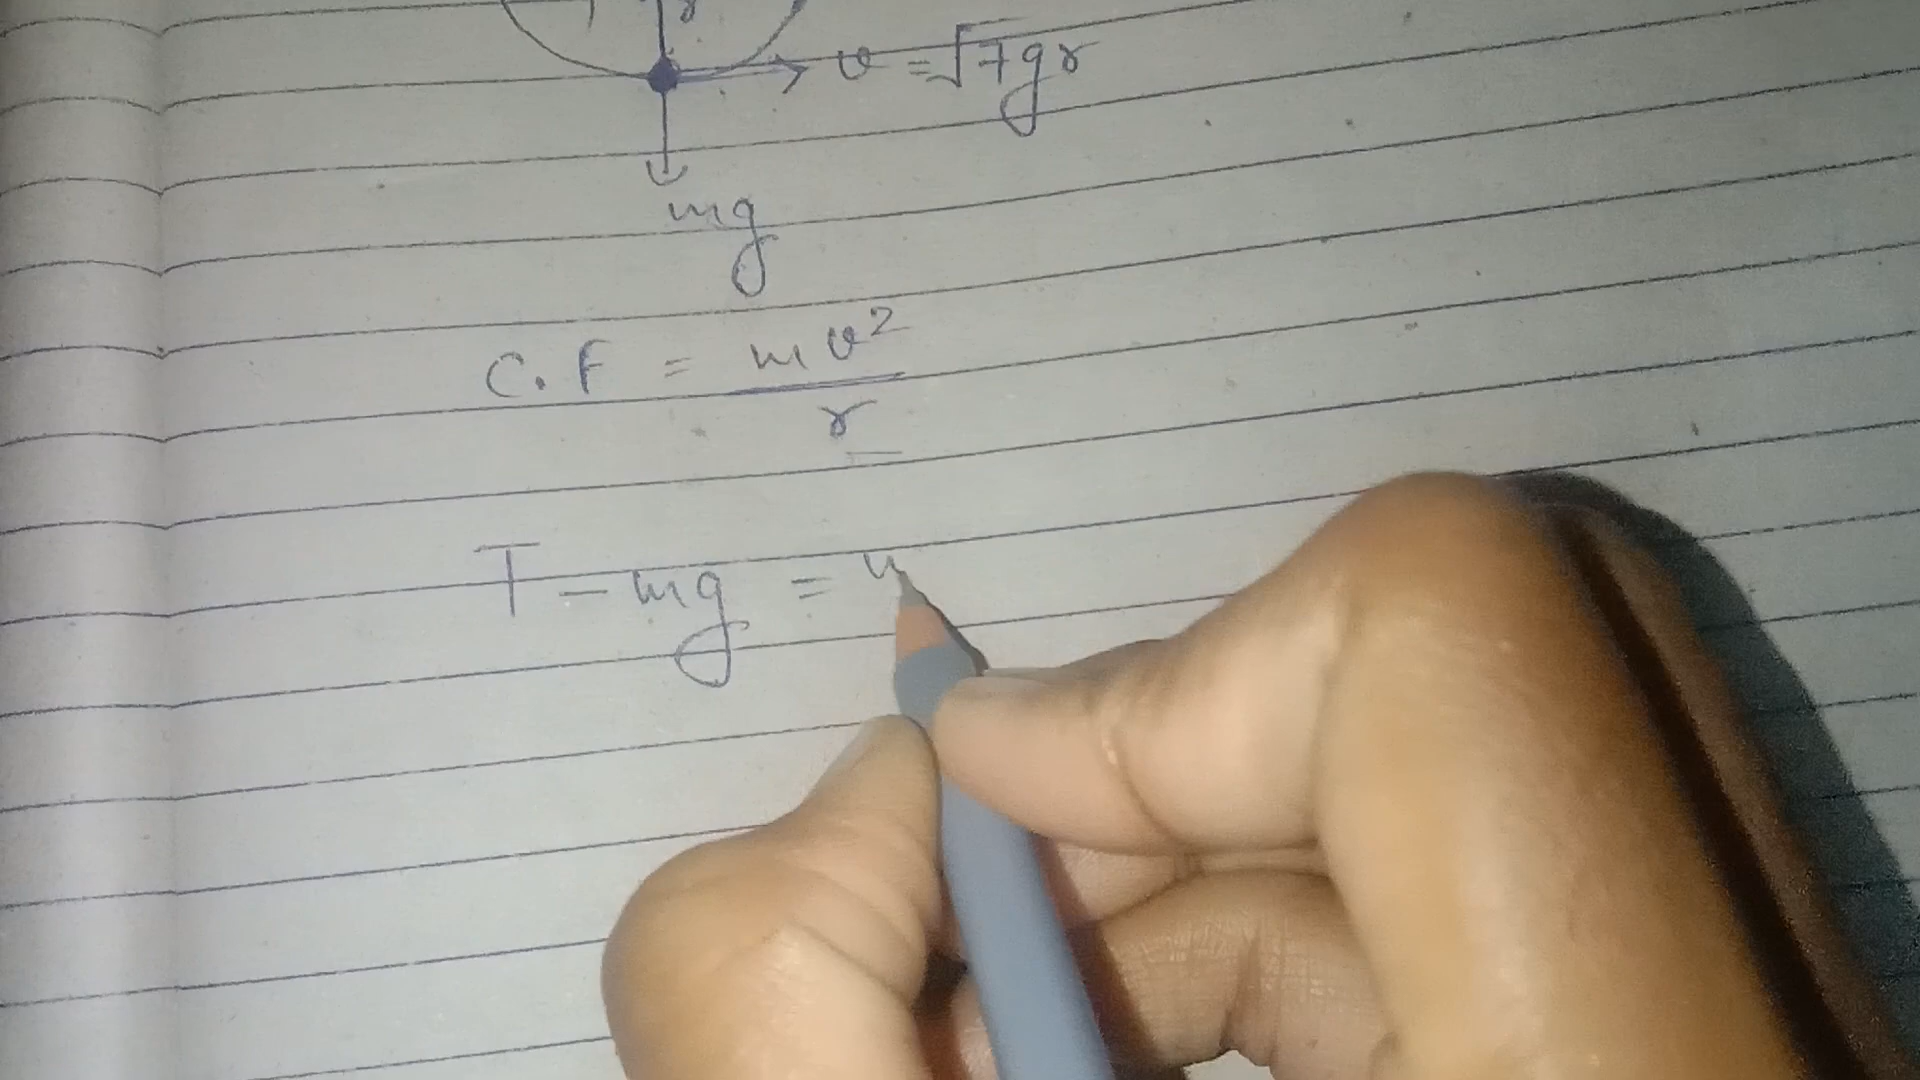 r
v = √7gr
mg
C.F = mv²
r
T - mg = m